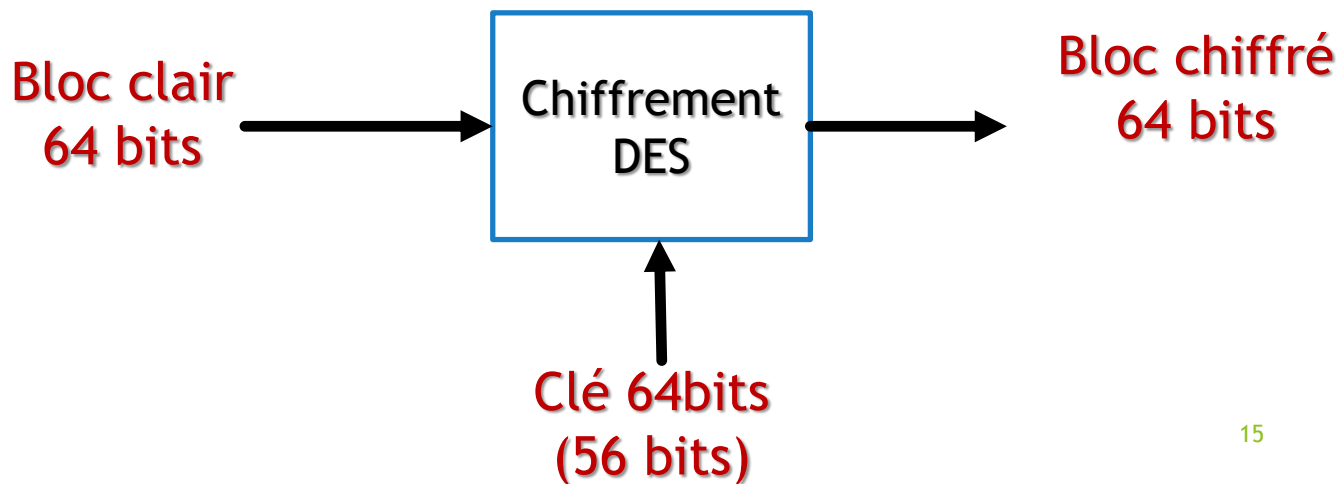 Bloc clair
64 bits
Chiffrement
DES
Bloc chiffré
64 bits
Clé 64bits
(56 bits)
15